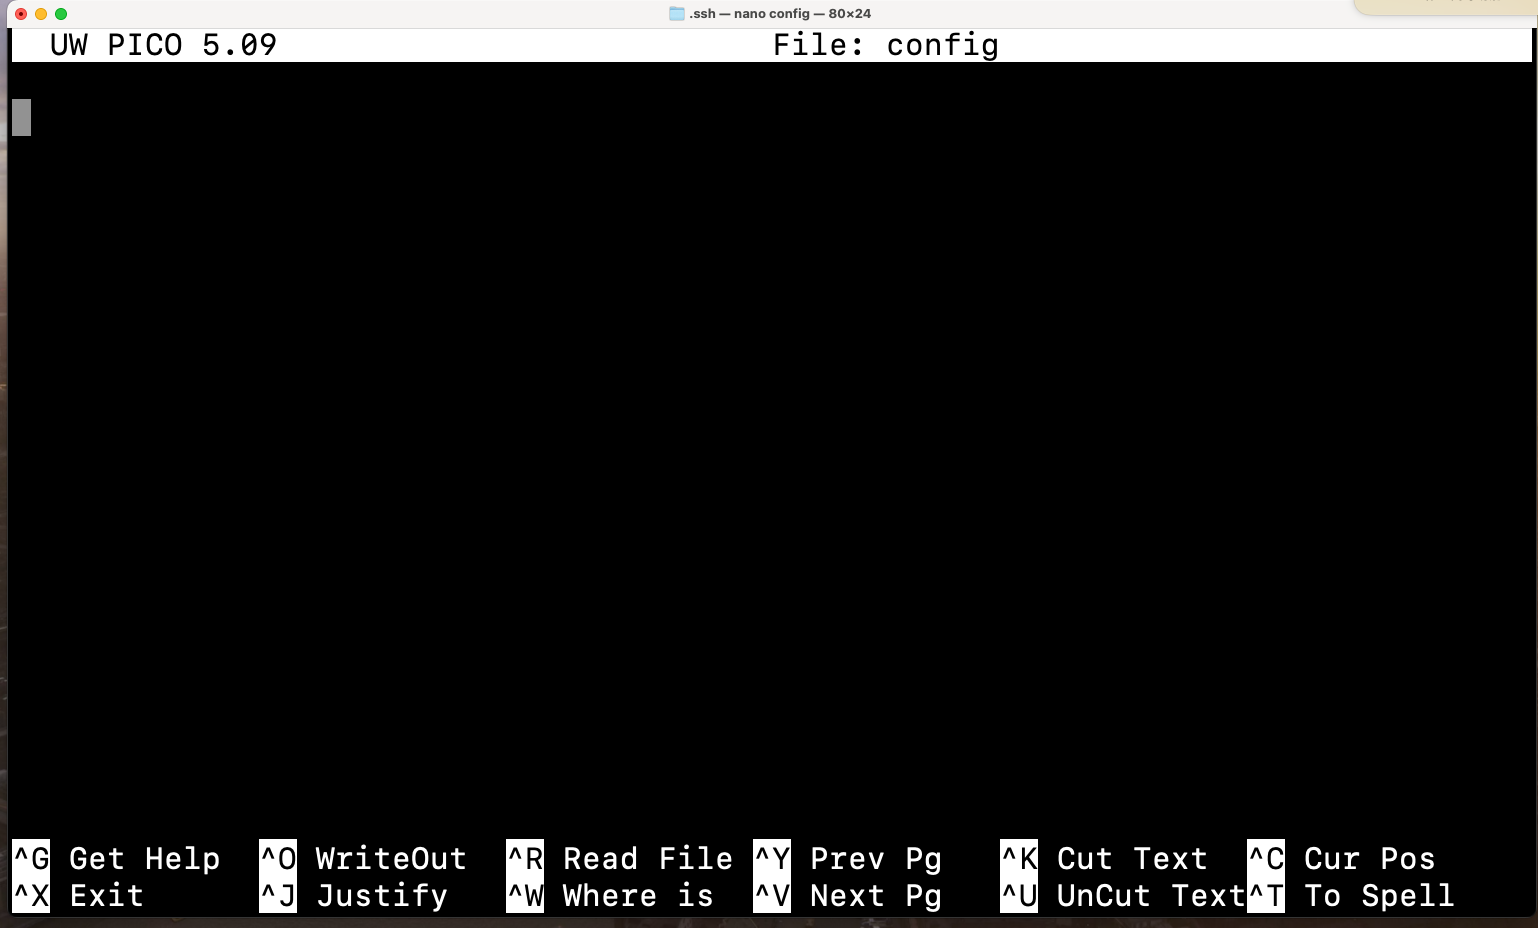 .ssh — nano config — 80×24
UW PICO 5.09 File: config
^G Get Help ^O WriteOut ^R Read File ^Y Prev Pg ^K Cut Text ^C Cur Pos
^X Exit ^J Justify ^W Where is ^V Next Pg ^U UnCut Text ^T To Spell